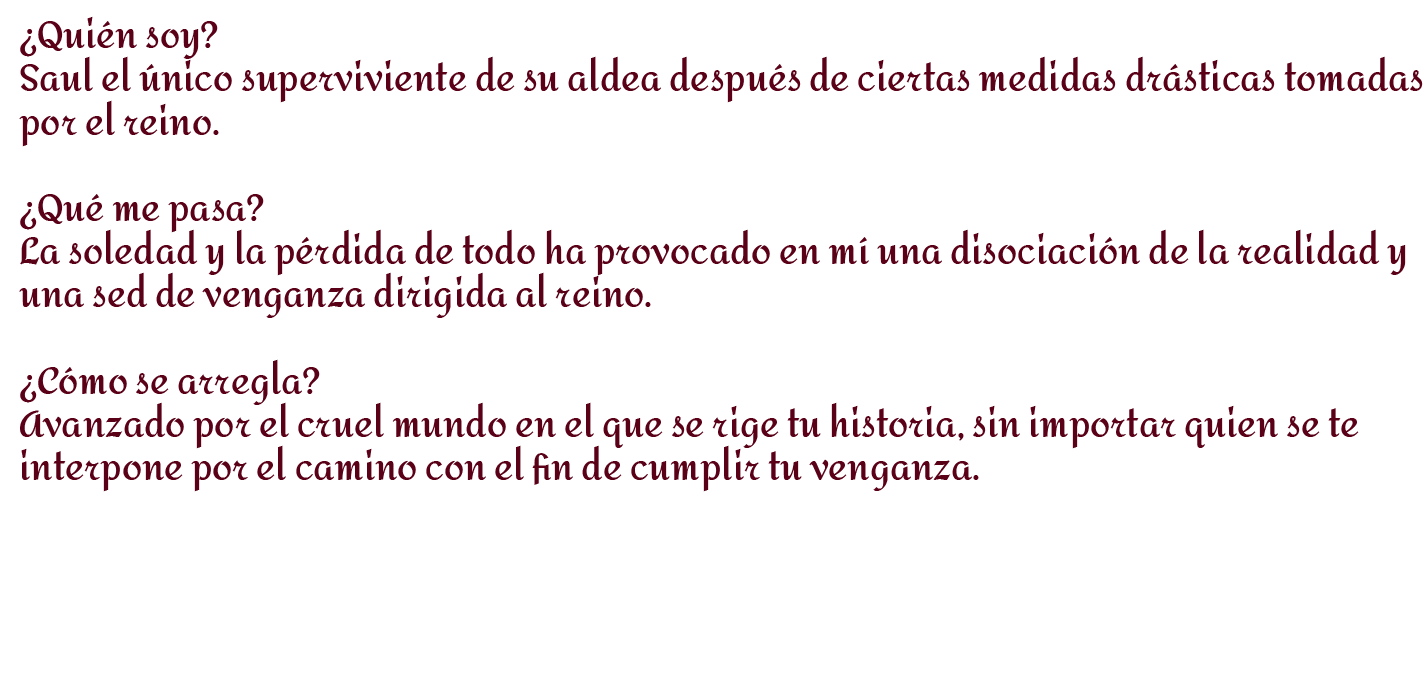 ¿Quién soy?
Saul el único superviviente de su aldea después de ciertas medidas drásticas tomadas
por el reino.
¿Qué me pasa?
La soledad y la pérdida de todo ha provocado en mí una disociación de la realidad y
una sed de venganza dirigida al reino.
¿Cómo se arregla?
Avanzado por el cruel mundo en el que se rige tu historia, sin importar quien se te
interpone por el camino con el fin de cumplir tu venganza.